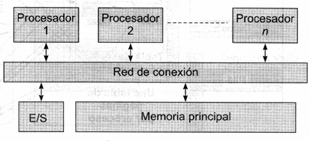 Procesador 1
Procesador 2
Procesador n
Red de conexión
E/S
Memoria principal